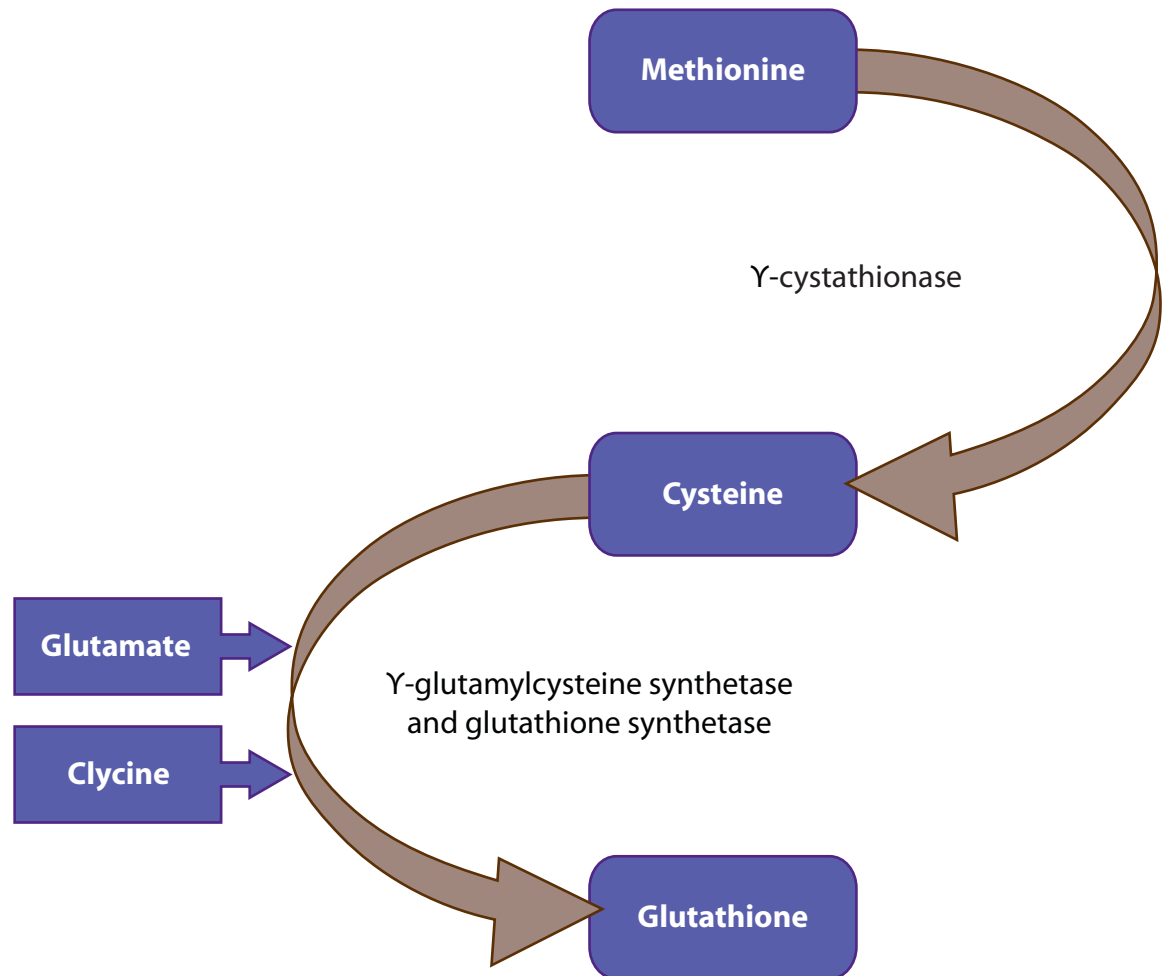 Methionine
ϒ-cystathionase
Cysteine
Glutamate
ϒ-glutamylcysteine synthetase
and glutathione synthetase
Clycine
Glutathione